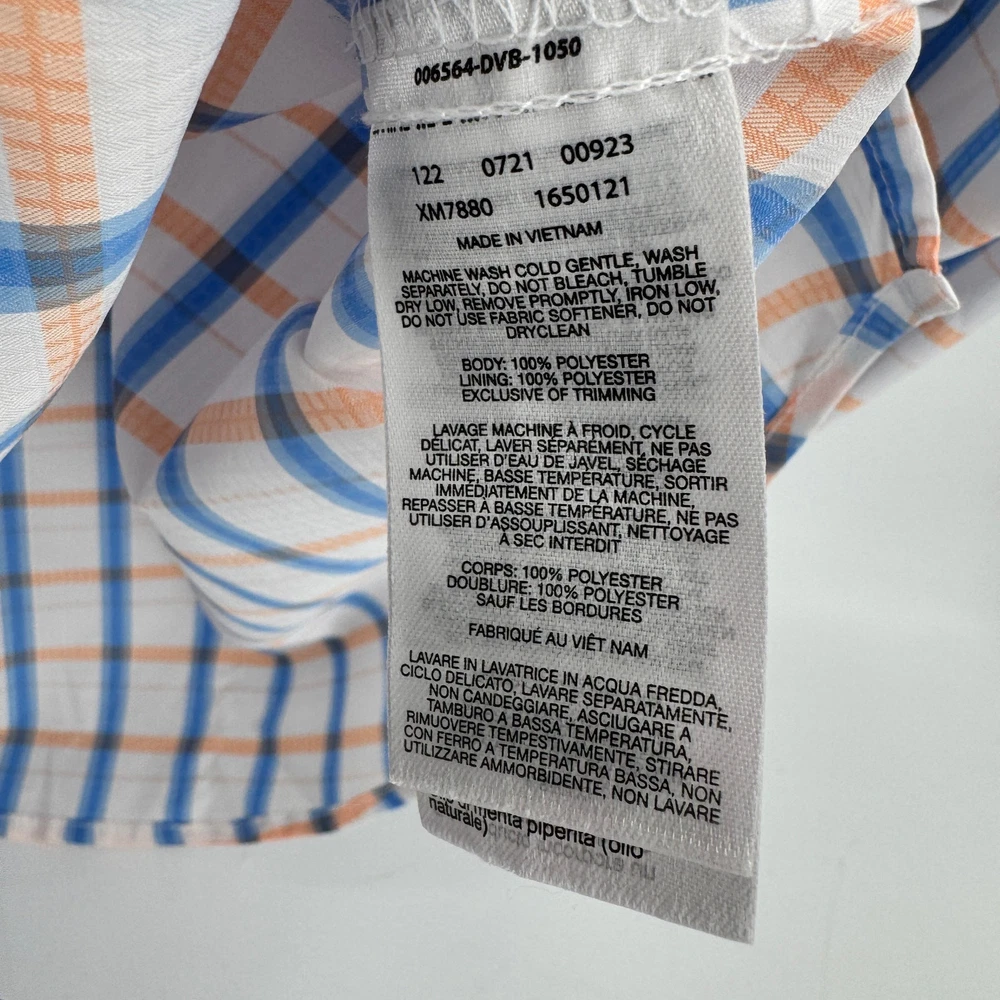 006564-DVB-1050
122 0721 00923
XM7880 1650121
MADE IN VIETNAM
MACHINE WASH COLD GENTLE, WASH
SEPARATELY, DO NOT BLEACH, TUMBLE
DRY LOW, REMOVE PROMPTLY, IRON LOW,
DO NOT USE FABRIC SOFTENER, DO NOT
DRYCLEAN
BODY: 100% POLYESTER
LINING: 100% POLYESTER
EXCLUSIVE OF TRIMMING
LAVAGE MACHINE À FROID, CYCLE
DÉLICAT, LAVER SÉPARÉMENT, NE PAS
UTILISER D'EAU DE JAVEL, SÉCHAGE
MACHINE, BASSE TEMPÉRATURE, SORTIR
IMMÉDIATEMENT DE LA MACHINE,
REPASSER À BASSE TEMPÉRATURE, NE PAS
UTILISER D'ASSOUPLISSANT, NETTOYAGE
À SEC INTERDIT
CORPS: 100% POLYESTER
DOUBLURE: 100% POLYESTER
SAUF LES BORDURES
FABRIQUÉ AU VIÊT NAM
LAVARE IN LAVATRICE IN ACQUA FREDDA,
CICLO DELICATO, LAVARE SEPARATAMENTE,
NON CANDEGGIARE, ASCIUGARE A
TAMBURO A BASSA TEMPERATURA,
RIMUOVERE TEMPESTIVAMENTE, STIRARE
CON FERRO A TEMPERATURA BASSA, NON
UTILIZZARE AMMORBIDENTE, NON LAVARE
menta piperita (olio
naturale)